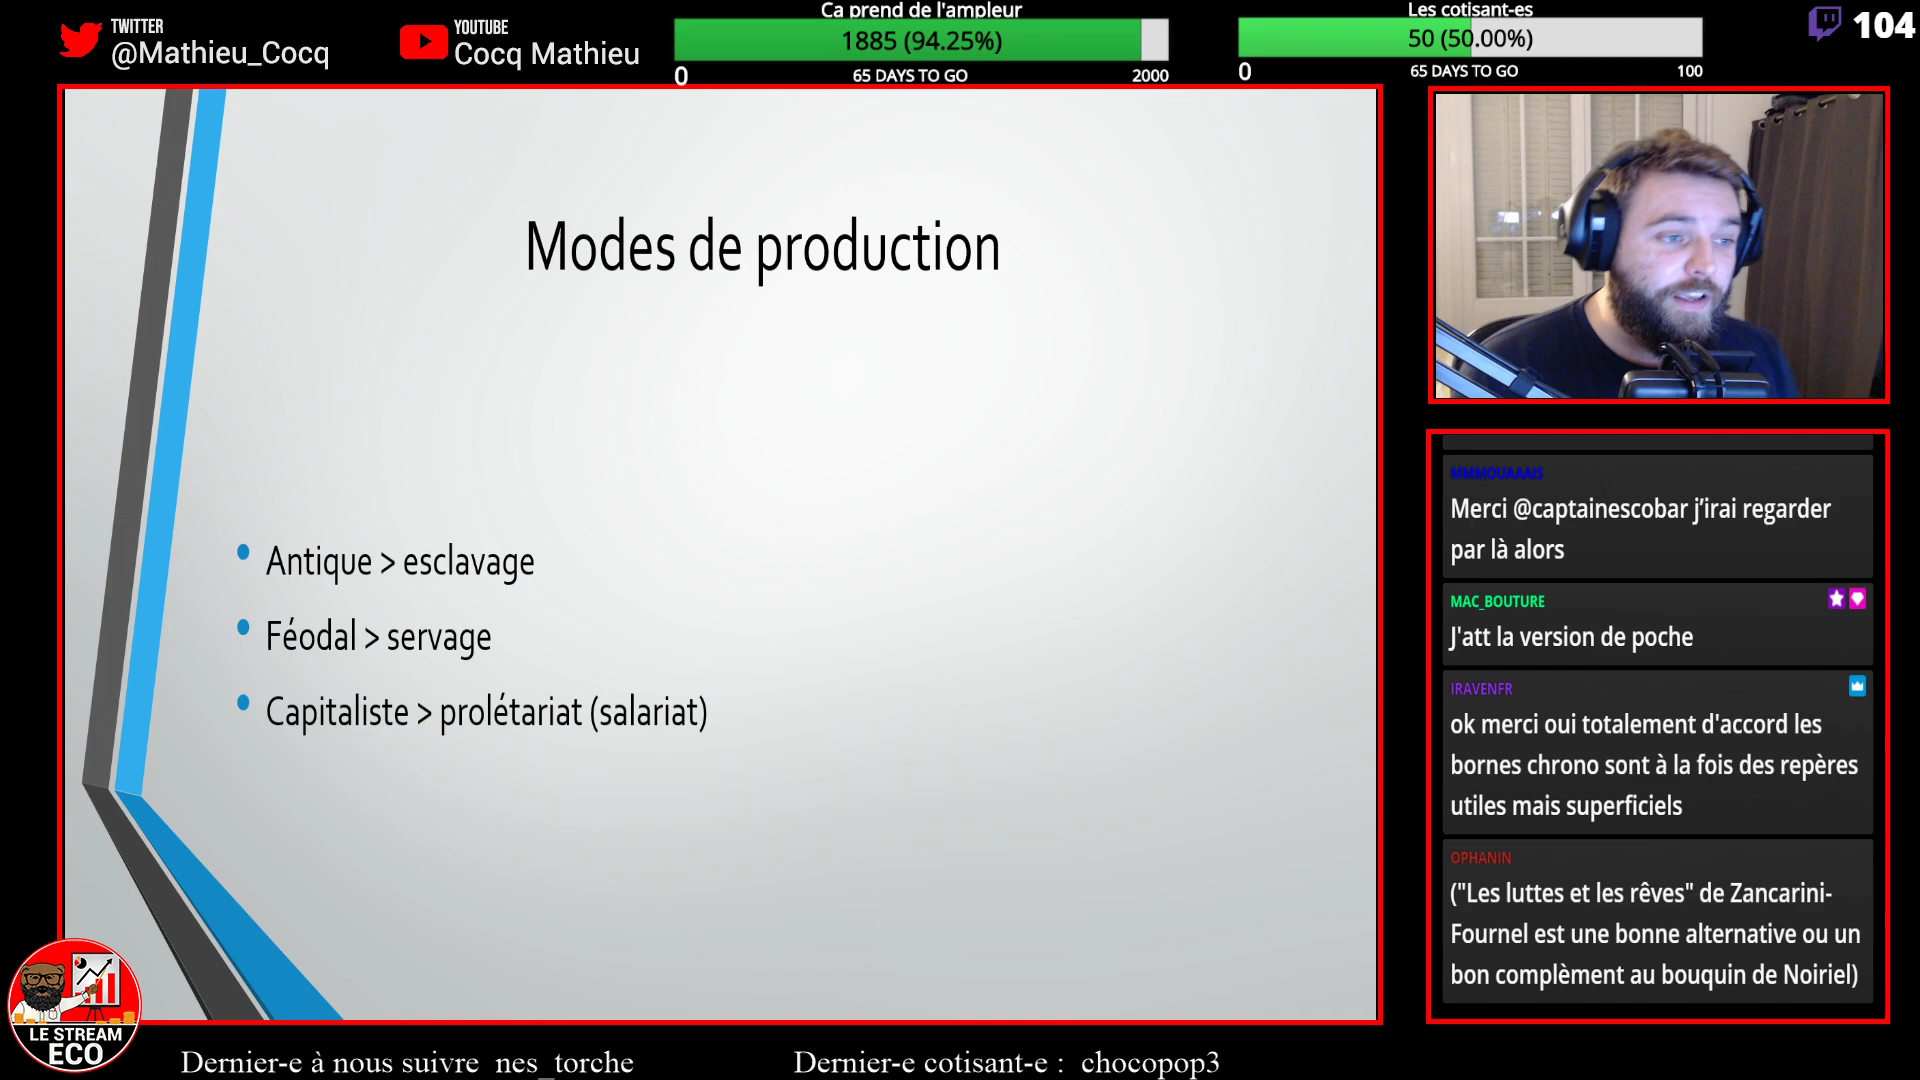 TWITTER
@Mathieu_Cocq
YOUTUBE
Cocq Mathieu
Ca prend de l'ampleur
1885 (94.25%)
0
65 DAYS TO GO
2000
Les cotisant-es
50 (50.00%)
0
65 DAYS TO GO
100
104
Modes de production
• Antique > esclavage
• Féodal > servage
• Capitaliste > prolétariat (salariat)
MMMOUAAAIS
Merci @captainescobar j’irai regarder
par là alors
MAC_BOUTURE
J'att la version de poche
IRAVENFR
ok merci oui totalement d'accord les
bornes chrono sont à la fois des repères
utiles mais superficiels
OPHANIN
("Les luttes et les rêves" de Zancarini-
Fournel est une bonne alternative ou un
bon complèment au bouquin de Noiriel)
LE STREAM
ECO
Dernier-e à nous suivre nes_torche
Dernier-e cotisant-e : chocopop3